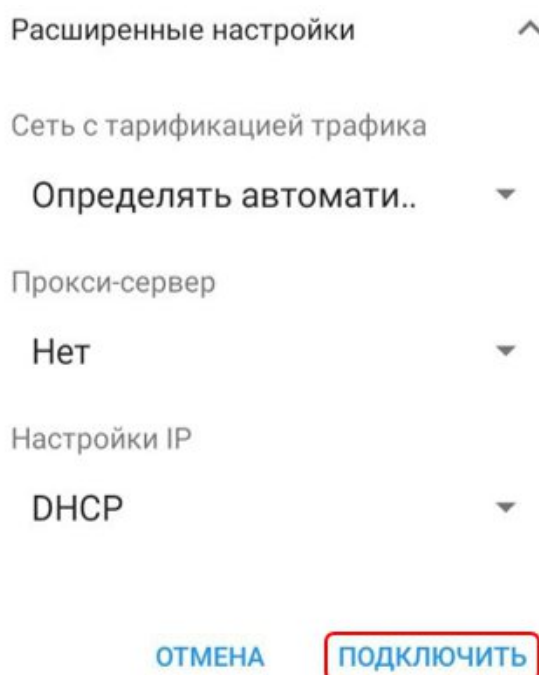 Расширенные настройки
Сеть с тарификацией трафика
Определять автомати..
Прокси-сервер
Нет
Настройки IP
DHCP
ОТМЕНА ПОДКЛЮЧИТЬ